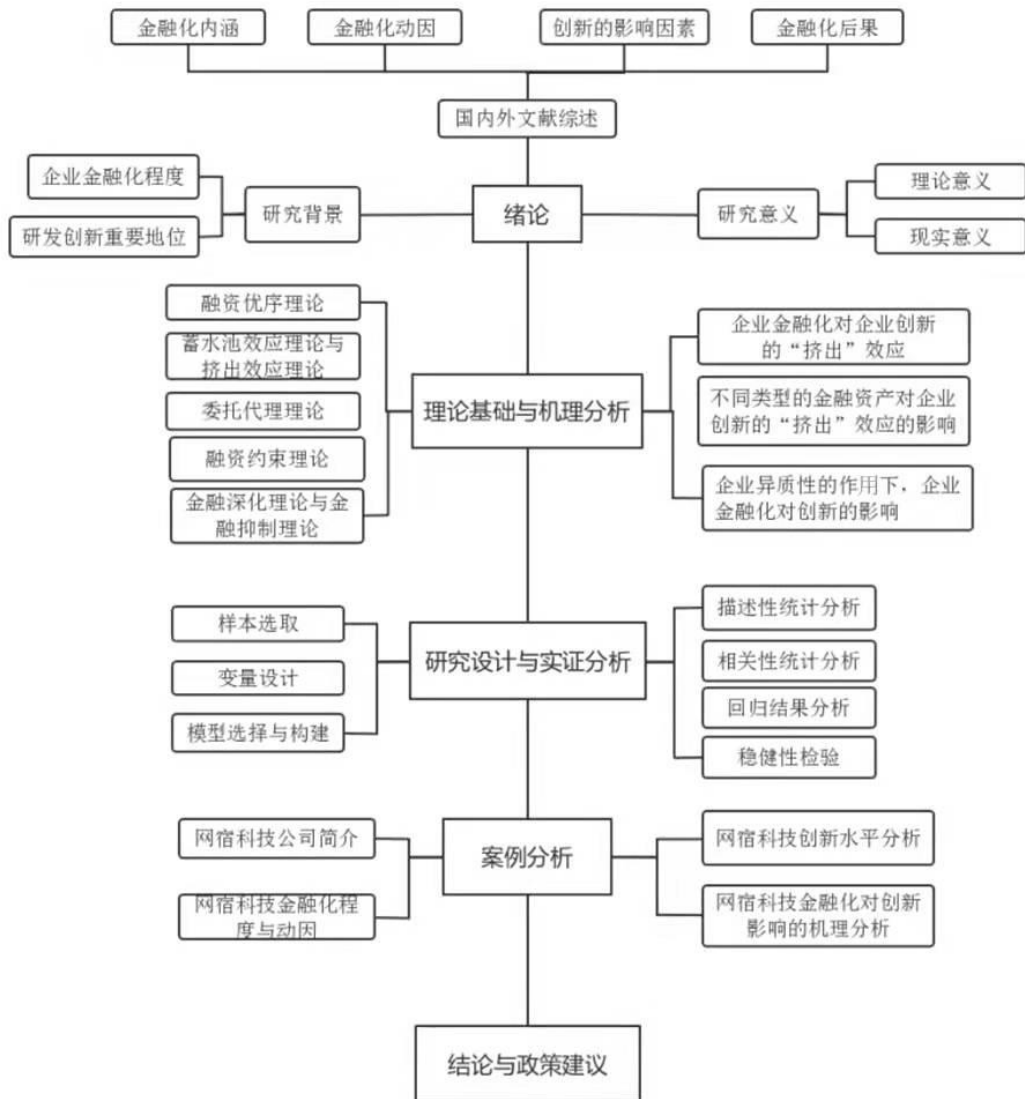 金融化内涵
金融化动因
创新的影响因素
金融化后果
国内外文献综述
企业金融化程度
研发创新重要地位
研究背景
绪论
研究意义
理论意义
现实意义
融资优序理论
蓄水池效应理论与
挤出效应理论
委托代理理论
融资约束理论
金融深化理论与金
融抑制理论
理论基础与机理分析
企业金融化对企业创新
的“挤出”效应
不同类型的金融资产对企业
创新的“挤出”效应的影响
企业异质性的作用下，企业
金融化对创新的影响
样本选取
变量设计
模型选择与构建
研究设计与实证分析
描述性统计分析
相关性统计分析
回归结果分析
稳健性检验
网宿科技公司简介
网宿科技金融化程
度与动因
案例分析
网宿科技创新水平分析
网宿科技金融化对创新
影响的机理分析
结论与政策建议